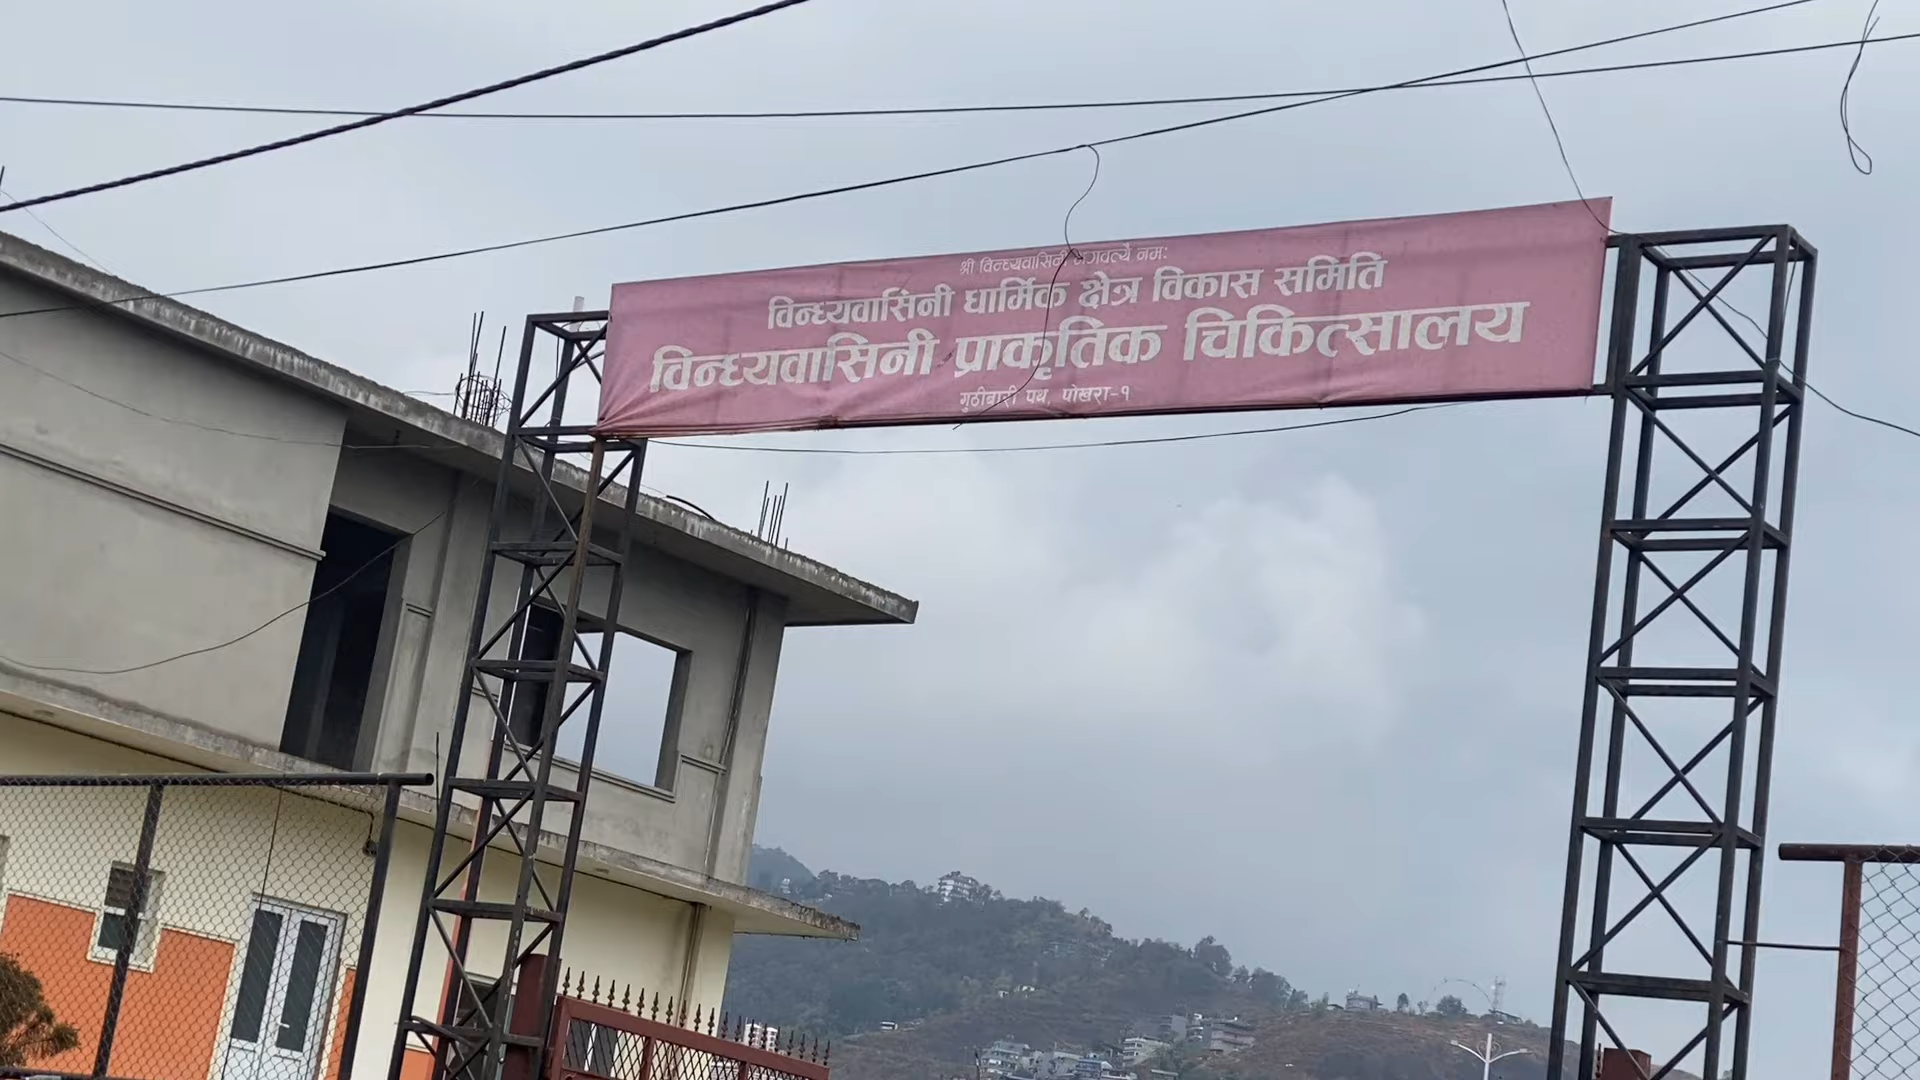 श्री विन्ध्यवासिनी भगवत्यै नमः
विन्ध्यवासिनी धार्मिक क्षेत्र विकास समिति
विन्ध्यवासिनी प्राकृतिक चिकित्सालय
गुठीबारी पथ, पोखरा-१